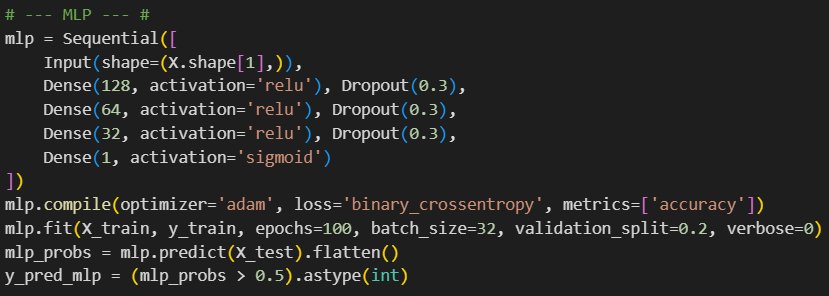 # --- MLP --- #
mlp = Sequential([
    Input(shape=(X.shape[1],)),
    Dense(128, activation='relu'), Dropout(0.3),
    Dense(64, activation='relu'), Dropout(0.3),
    Dense(32, activation='relu'), Dropout(0.3),
    Dense(1, activation='sigmoid')
])
mlp.compile(optimizer='adam', loss='binary_crossentropy', metrics=['accuracy'])
mlp.fit(X_train, y_train, epochs=100, batch_size=32, validation_split=0.2, verbose=0)
mlp_probs = mlp.predict(X_test).flatten()
y_pred_mlp = (mlp_probs > 0.5).astype(int)